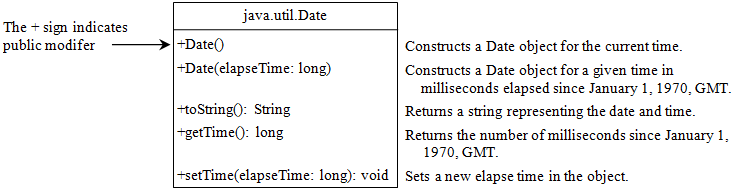 java.util.Date
The + sign indicates
public modifer
+Date()
Constructs a Date object for the current time.
+Date(elapseTime: long)
Constructs a Date object for a given time in
milliseconds elapsed since January 1, 1970, GMT.
+toString(): String
Returns a string representing the date and time.
+getTime(): long
Returns the number of milliseconds since January 1,
1970, GMT.
+setTime(elapseTime: long): void
Sets a new elapse time in the object.